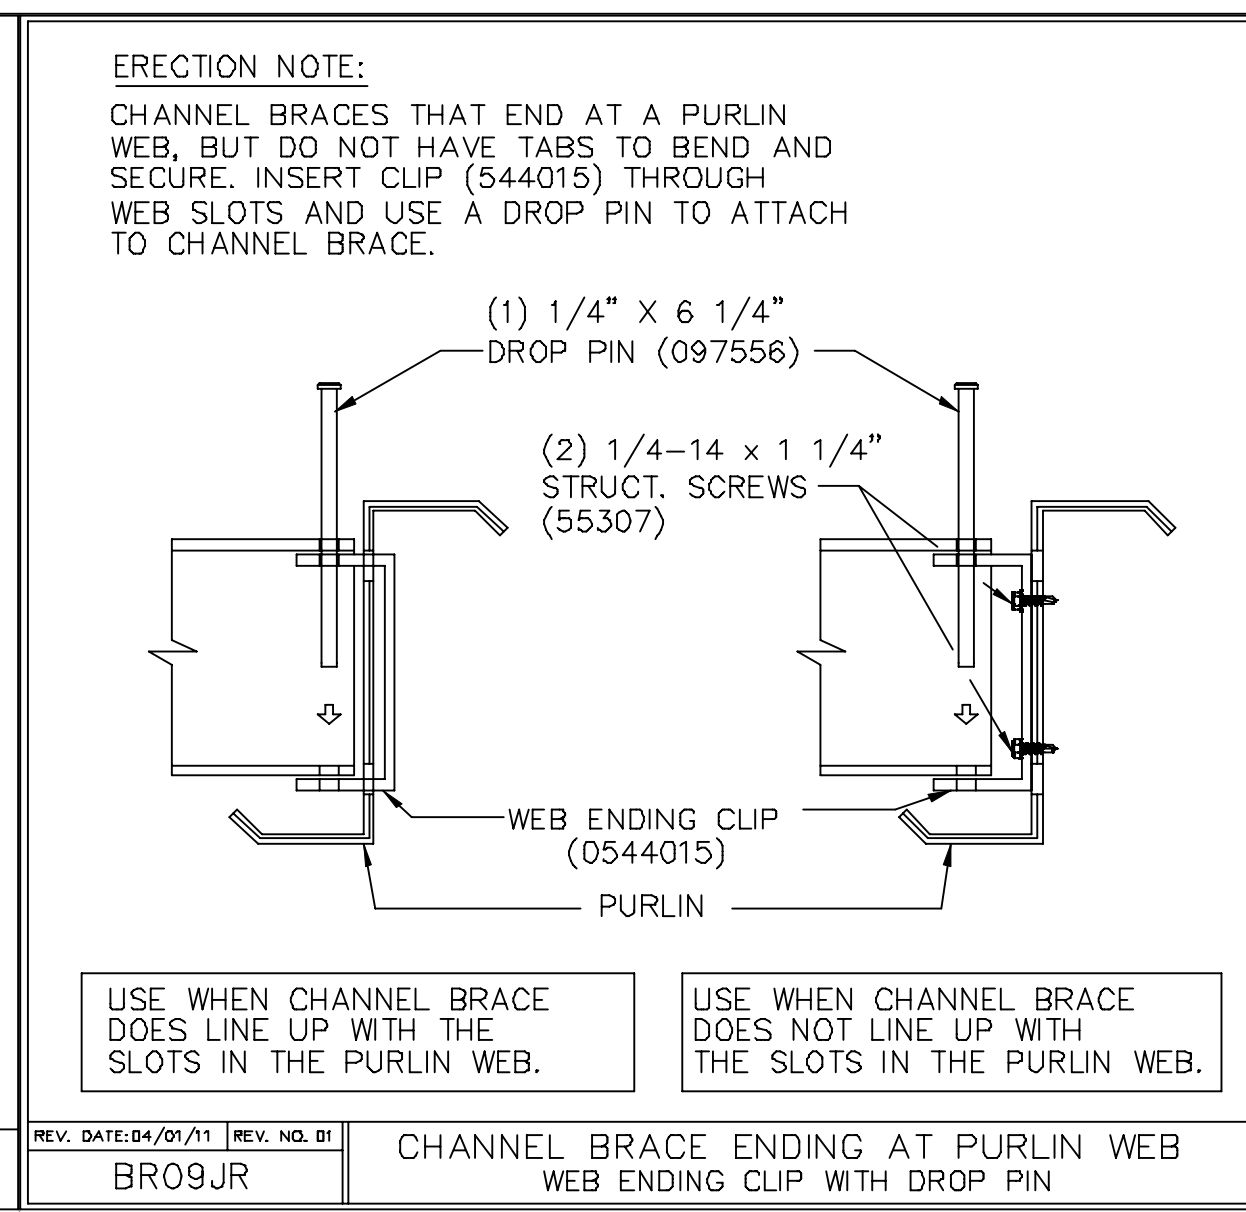 ERECTION NOTE:
CHANNEL BRACES THAT END AT A PURLIN
WEB, BUT DO NOT HAVE TABS TO BEND AND
SECURE. INSERT CLIP (544015) THROUGH
WEB SLOTS AND USE A DROP PIN TO ATTACH
TO CHANNEL BRACE.
(1) 1/4" X 6 1/4"
DROP PIN (097556)
(2) 1/4-14 x 1 1/4"
STRUCT. SCREWS
(55307)
WEB ENDING CLIP
(0544015)
PURLIN
USE WHEN CHANNEL BRACE
DOES LINE UP WITH THE
SLOTS IN THE PURLIN WEB.
USE WHEN CHANNEL BRACE
DOES NOT LINE UP WITH
THE SLOTS IN THE PURLIN WEB.
REV. DATE:04/01/11 REV. NO. 01
BR09JR
CHANNEL BRACE ENDING AT PURLIN WEB
WEB ENDING CLIP WITH DROP PIN